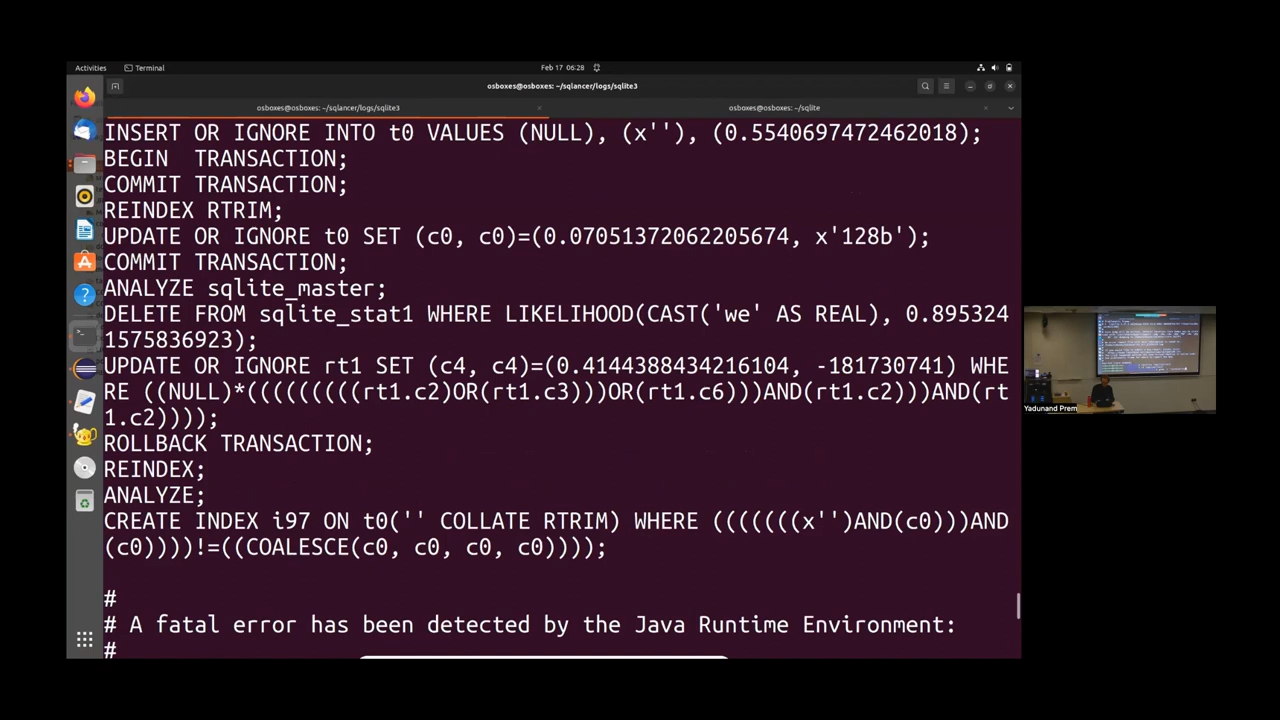 Activities
Terminal
Feb 17 06:28
osboxes@osboxes: ~/sqlancer/logs/sqlite3
osboxes@osboxes: ~/sqlancer/logs/sqlite3
osboxes@osboxes: ~/sqlite
INSERT OR IGNORE INTO t0 VALUES (NULL), (x''), (0.5540697472462018);
BEGIN  TRANSACTION;
COMMIT TRANSACTION;
REINDEX RTRIM;
UPDATE OR IGNORE t0 SET (c0, c0)=(0.07051372062205674, x'128b');
COMMIT TRANSACTION;
ANALYZE sqlite_master;
DELETE FROM sqlite_stat1 WHERE LIKELIHOOD(CAST('we' AS REAL), 0.895324
1575836923);
UPDATE OR IGNORE rt1 SET (c4, c4)=(0.4144388434216104, -181730741) WHE
RE ((NULL)*(((((((((rt1.c2)OR(rt1.c3)))OR(rt1.c6)))AND(rt1.c2)))AND(rt
1.c2))));
ROLLBACK TRANSACTION;
REINDEX;
ANALYZE;
CREATE INDEX i97 ON t0('' COLLATE RTRIM) WHERE (((((((x'')AND(c0)))AND
(c0))))!=((COALESCE(c0, c0, c0, c0))));
#
# A fatal error has been detected by the Java Runtime Environment:
#
Yadunand Prem